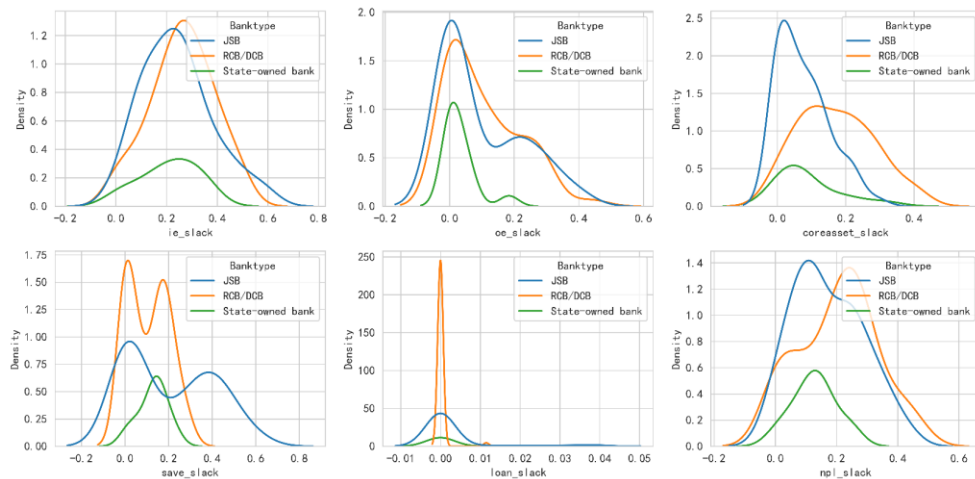 Banktype
JSB
RCB/DCB
State-owned bank
Density
1.2
1.0
0.8
0.6
0.4
0.2
0.0
-0.2 0.0 0.2 0.4 0.6 0.8
ie_slack
Banktype
JSB
RCB/DCB
State-owned bank
Density
2.0
1.5
1.0
0.5
0.0
-0.2 0.0 0.2 0.4 0.6
oe_slack
Banktype
JSB
RCB/DCB
State-owned bank
Density
2.5
2.0
1.5
1.0
0.5
0.0
-0.2 0.0 0.2 0.4
coreasset_slack
Banktype
JSB
RCB/DCB
State-owned bank
Density
1.75
1.50
1.25
1.00
0.75
0.50
0.25
0.00
-0.2 0.0 0.2 0.4 0.6 0.8
save_slack
Banktype
JSB
RCB/DCB
State-owned bank
Density
250
200
150
100
50
0
-0.01 0.00 0.01 0.02 0.03 0.04 0.05
loan_slack
Banktype
JSB
RCB/DCB
State-owned bank
Density
1.4
1.2
1.0
0.8
0.6
0.4
0.2
0.0
-0.2 0.0 0.2 0.4 0.6
npl_slack